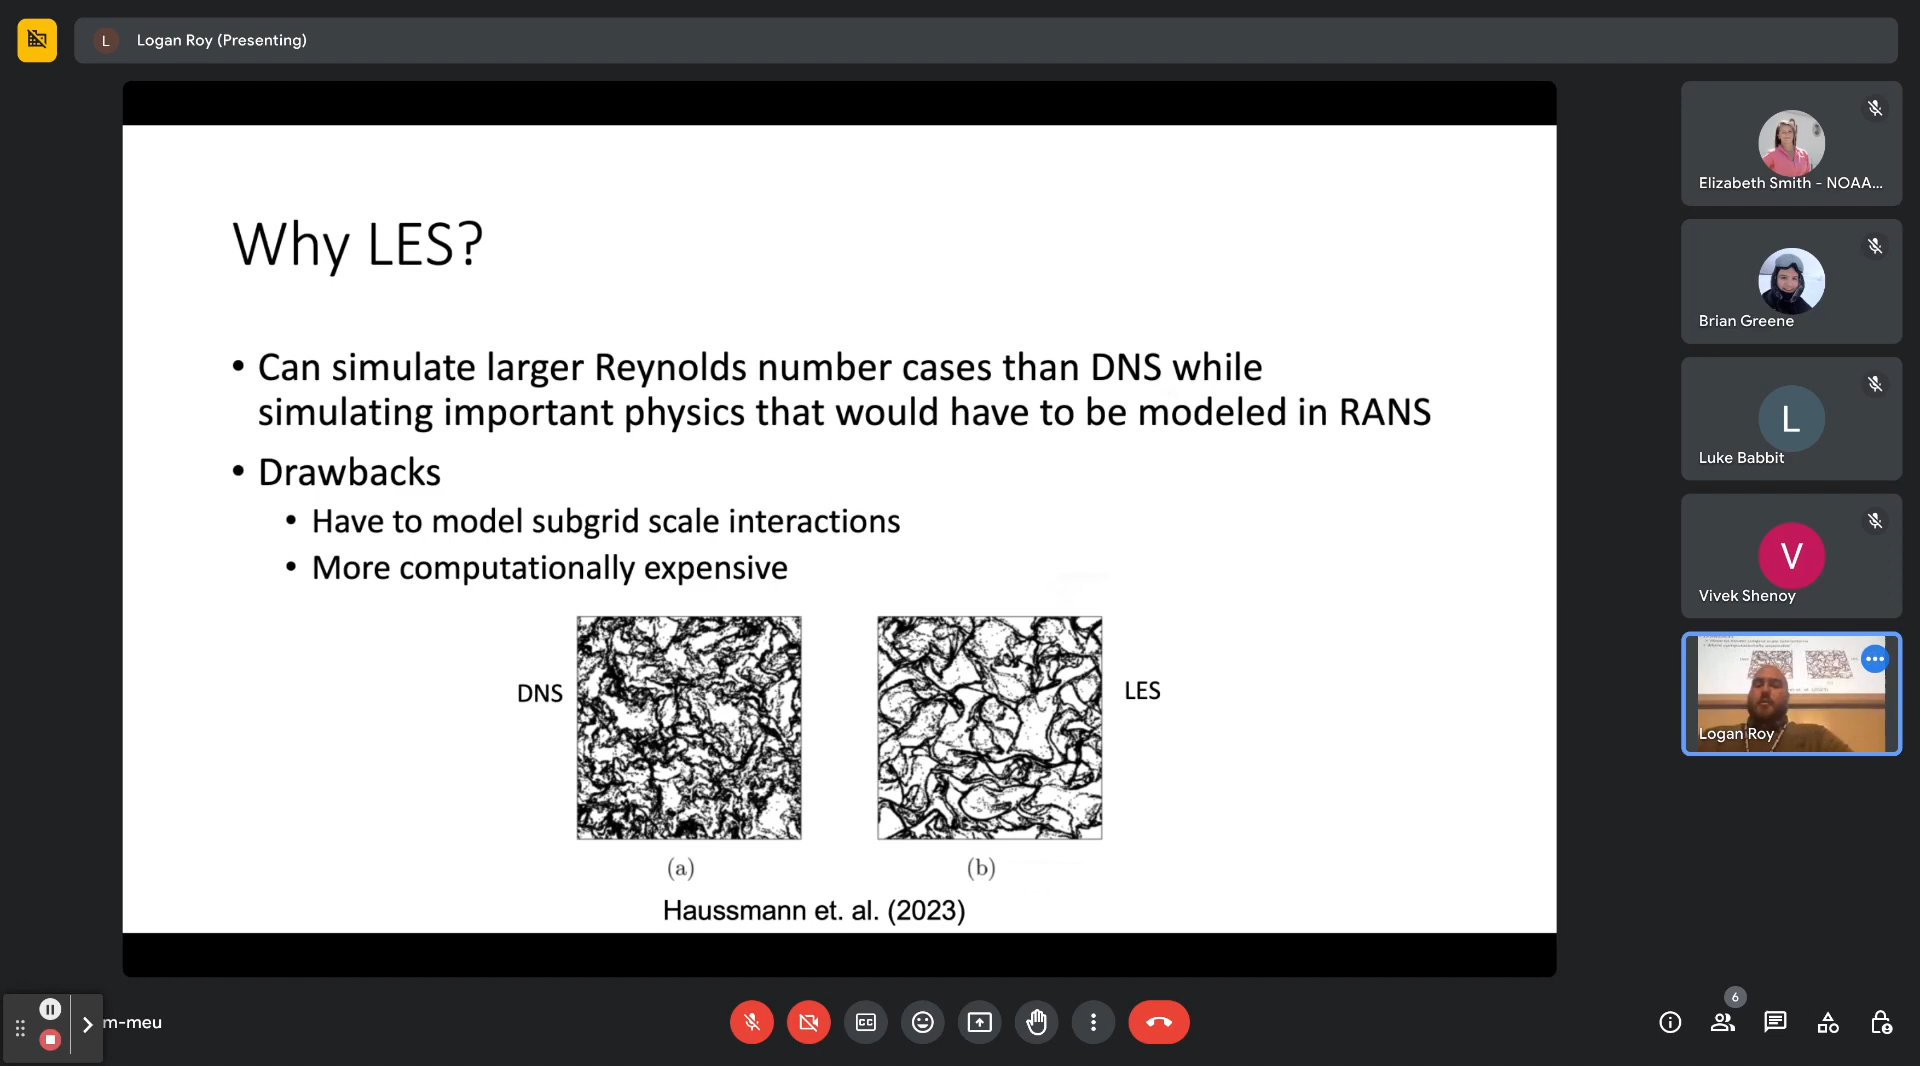 L
Logan Roy (Presenting)
Why LES?
• Can simulate larger Reynolds number cases than DNS while
simulating important physics that would have to be modeled in RANS
• Drawbacks
• Have to model subgrid scale interactions
• More computationally expensive
DNS
LES
(a)
(b)
Haussmann et. al. (2023)
Elizabeth Smith - NOAA...
Brian Greene
L
Luke Babbit
V
Vivek Shenoy
Logan Roy
m-meu
CC
6